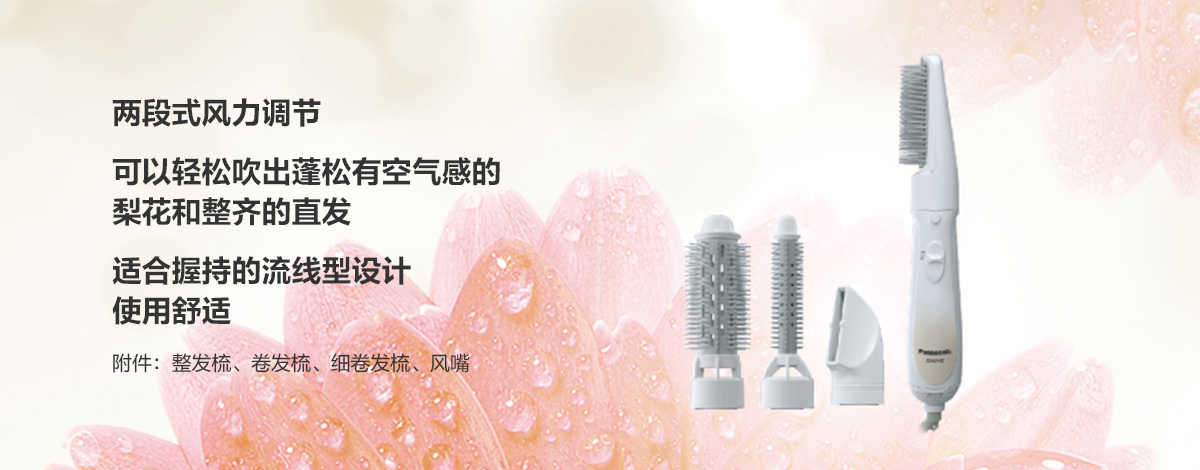 两段式风力调节
可以轻松吹出蓬松有空气感的
梨花和整齐的直发
适合握持的流线型设计
使用舒适
附件：整发梳、卷发梳、细卷发梳、风嘴
Panasonic